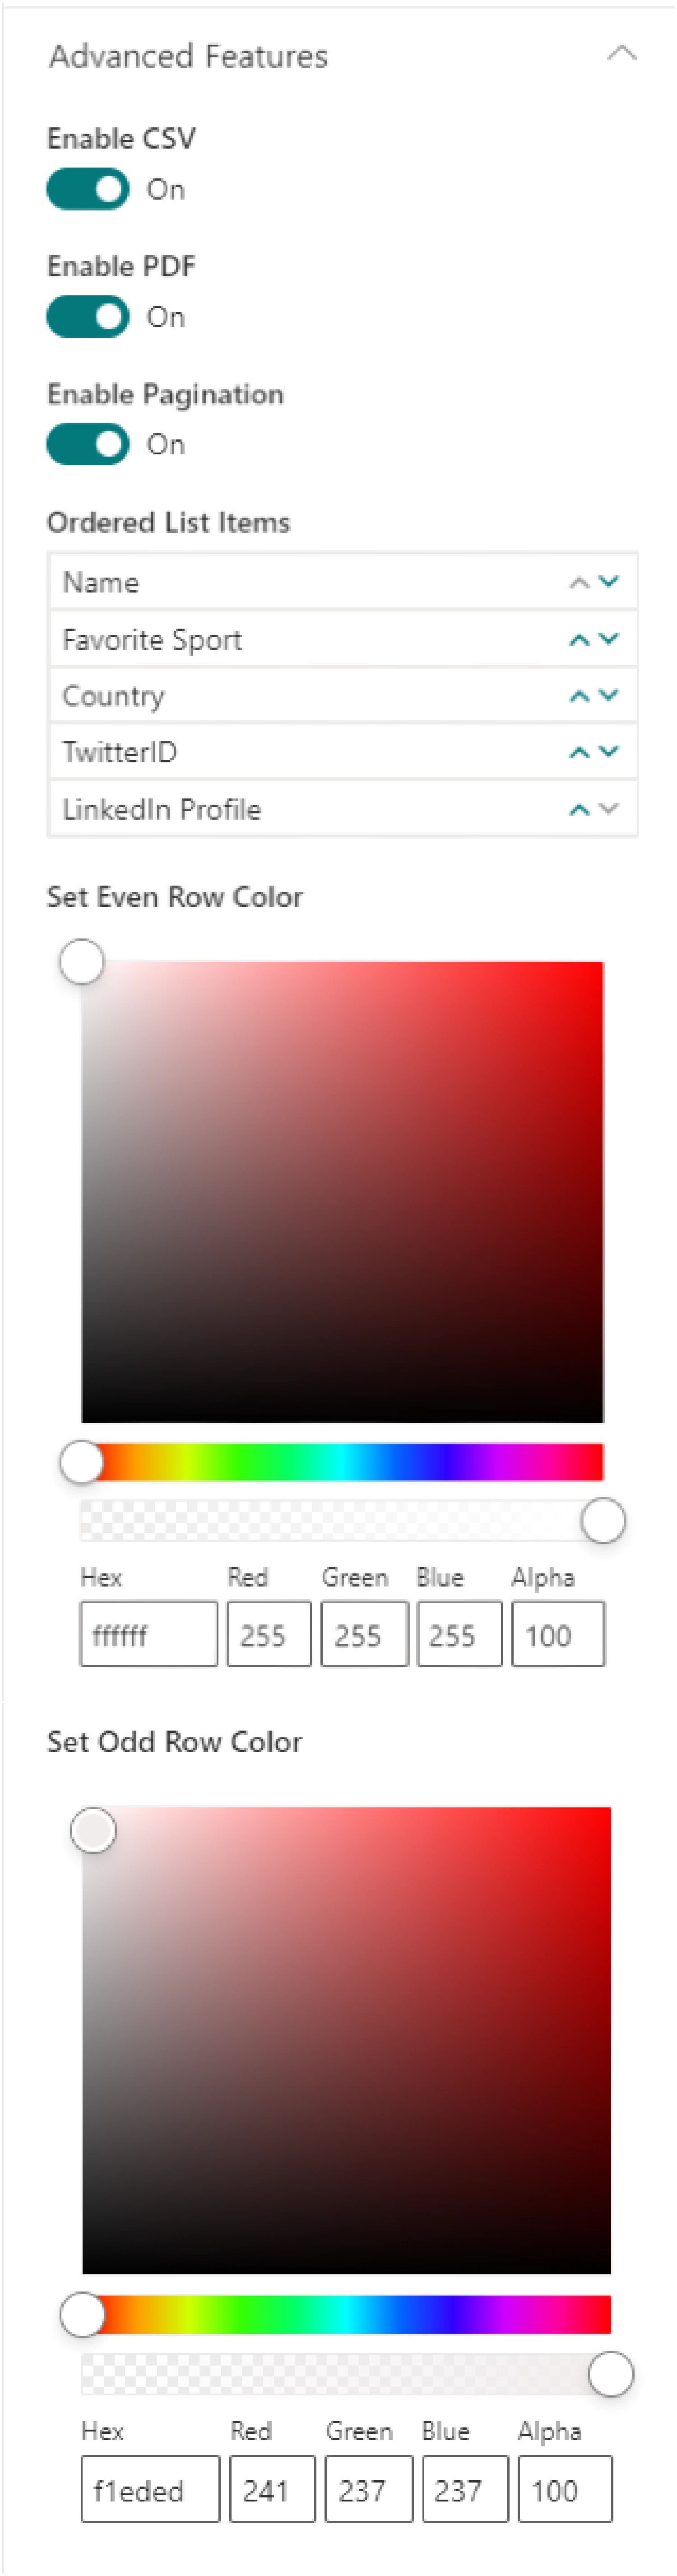 Advanced Features
Enable CSV
On
Enable PDF
On
Enable Pagination
On
Ordered List Items
Name
Favorite Sport
Country
TwitterID
LinkedIn Profile
Set Even Row Color
Hex Red Green Blue Alpha
ffffff 255 255 255 100
Set Odd Row Color
Hex Red Green Blue Alpha
f1eded 241 237 237 100